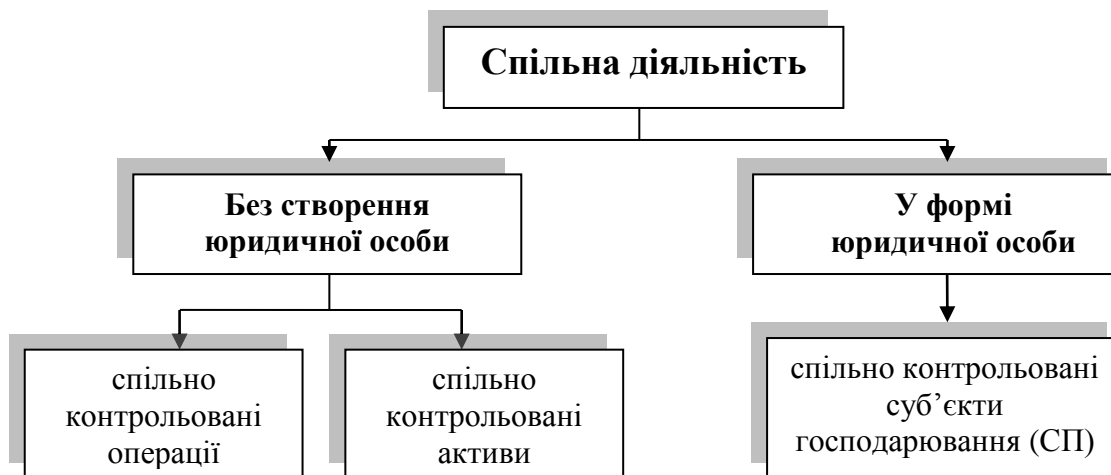 Спільна діяльність
Без створення
юридичної особи
У формі
юридичної особи
спільно
контрольовані
операції
спільно
контрольовані
активи
спільно контрольовані
суб’єкти
господарювання (СП)